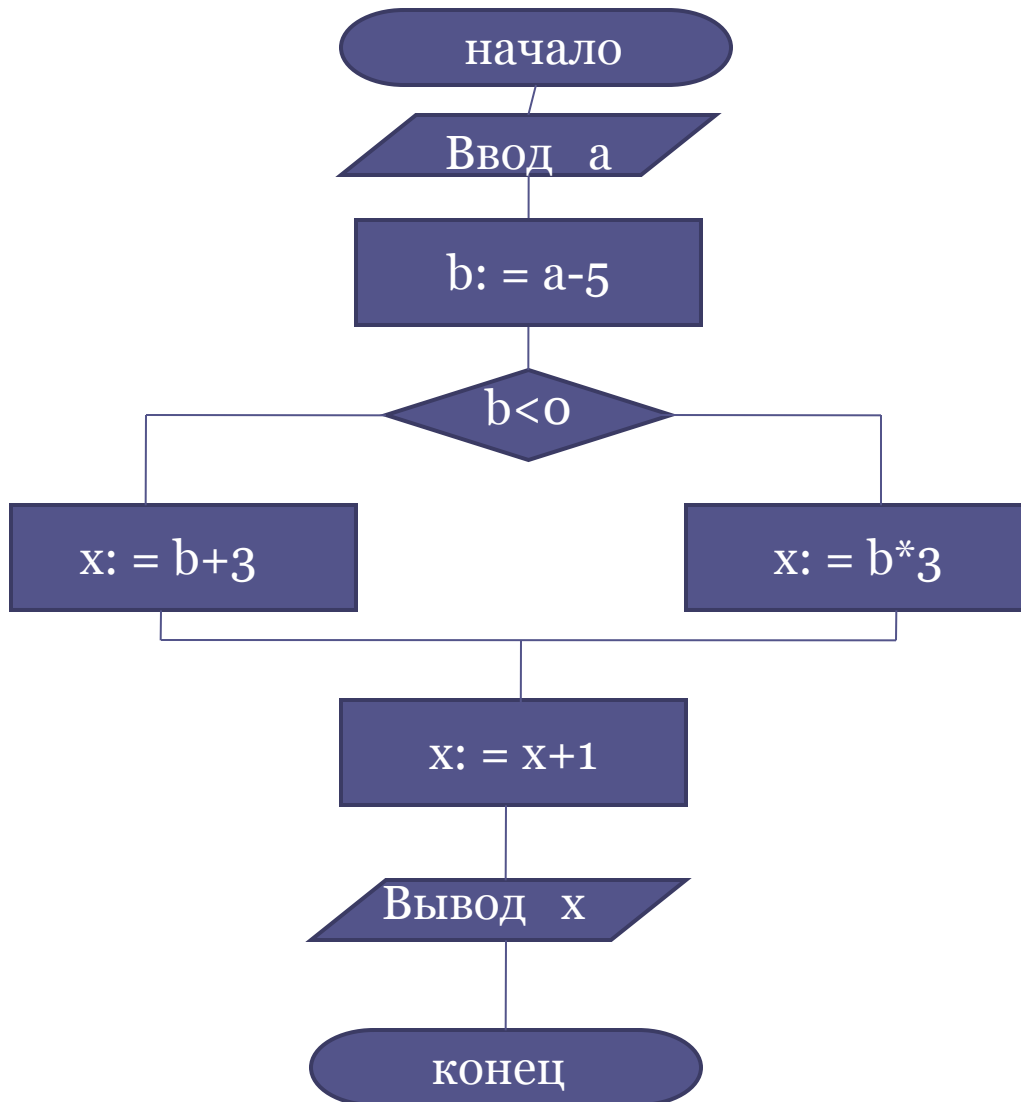 начало
Ввод a
b: = a-5
b<0
x: = b+3
x: = b*3
x: = x+1
Вывод x
конец